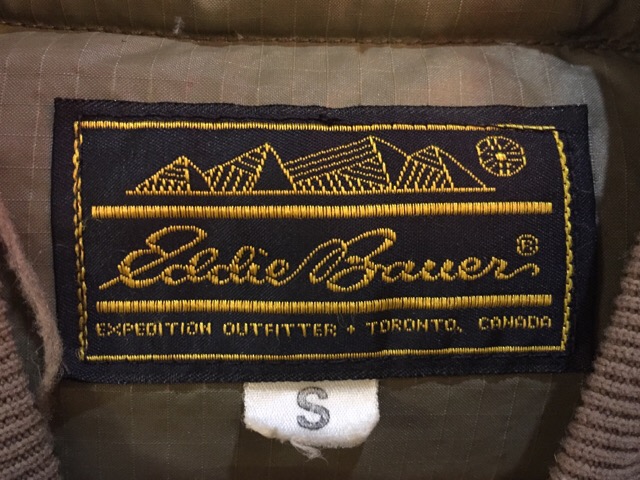 Eddie Bauer®
EXPEDITION OUTFITTER + TORONTO, CANADA
S